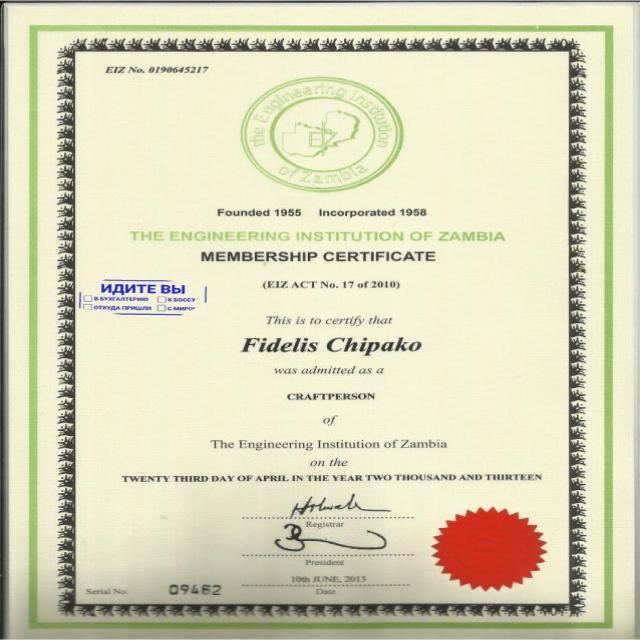 EIZ No. 0190645217
the Engineering Institution
of Zambia
Founded 1955 Incorporated 1958
THE ENGINEERING INSTITUTION OF ZAMBIA
MEMBERSHIP CERTIFICATE
(EIZ ACT No. 17 of 2010)
ИДИТЕ ВЫ
В БУХГАЛТЕРИЮ К БОССУ
ОТКУДА ПРИШЛИ С МИРОМ
This is to certify that
Fidelis Chipako
was admitted as a
CRAFTPERSON
of
The Engineering Institution of Zambia
on the
TWENTY THIRD DAY OF APRIL IN THE YEAR TWO THOUSAND AND THIRTEEN
Registrar
President
10th JUNE, 2013
Serial No: 09462 Date